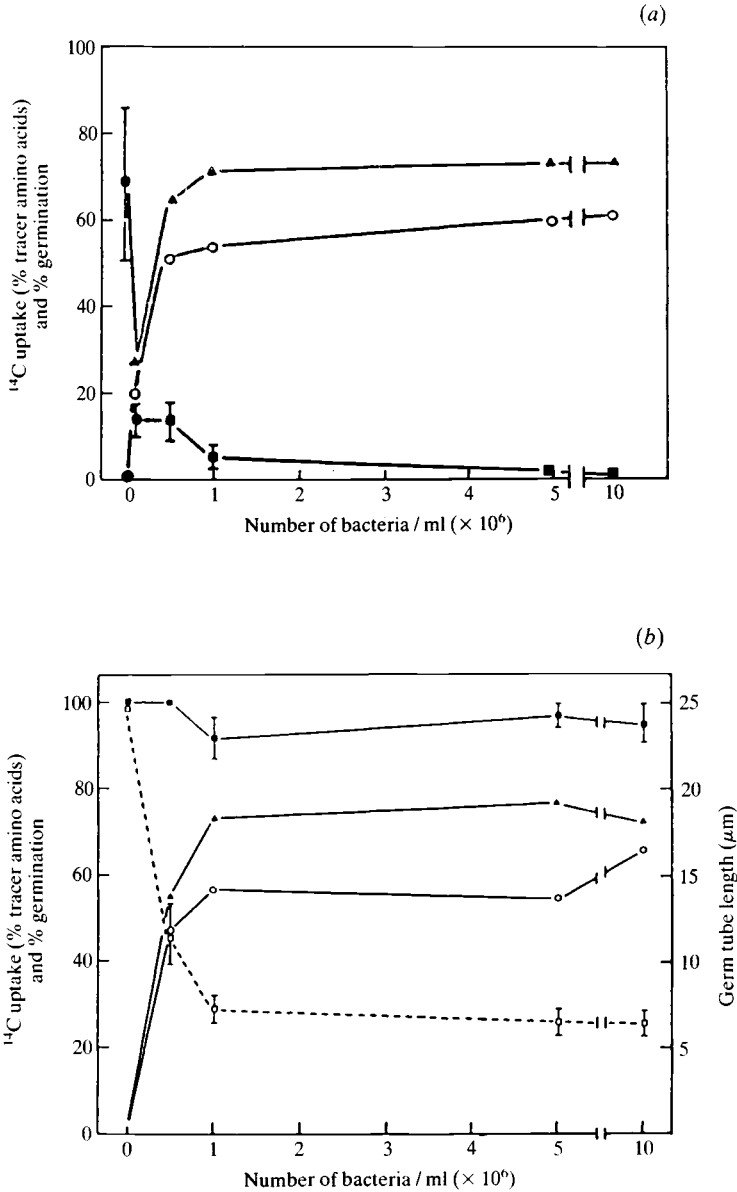 (a)
100
80
60
40
20
0
¹⁴C uptake (% tracer amino acids)
and % germination
0 1 2 3 4 5 10
Number of bacteria / ml (× 10⁶)
(b)
100
80
60
40
20
0
¹⁴C uptake (% tracer amino acids)
and % germination
25
20
15
10
5
Germ tube length (μm)
0 1 2 3 4 5 10
Number of bacteria / ml (× 10⁶)